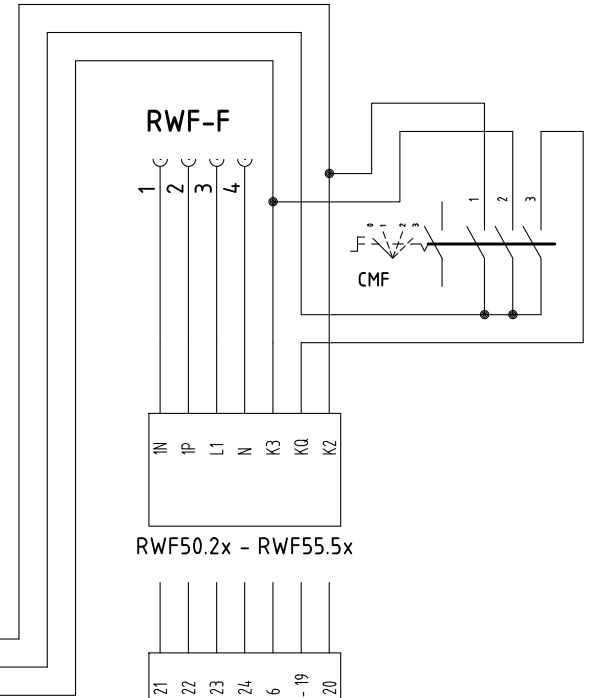 RWF-F
1 2 3 4
1 2 3
0 1 2 3
CMF
1N 1P L1 N K3 KQ K2
RWF50.2x - RWF55.5x
21 22 23 24 6 - 19 20